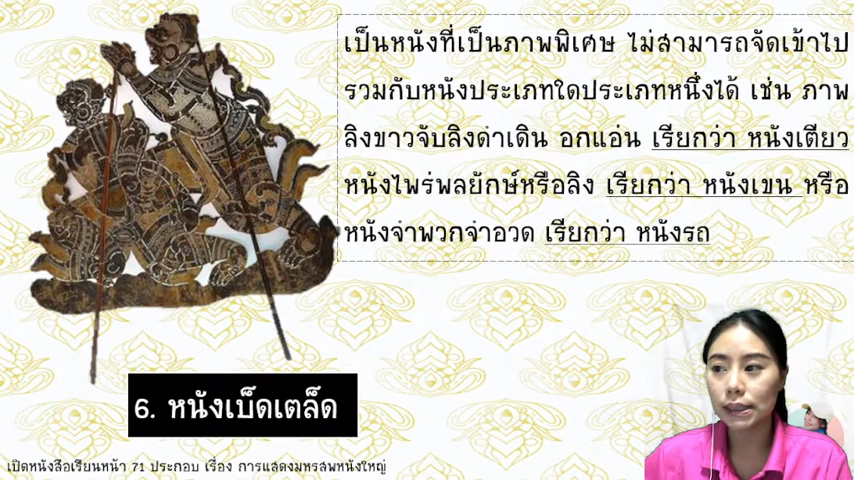 เป็นหนังที่เป็นภาพพิเศษ ไม่สามารถจัดเข้าไป
รวมกับหนังประเภทใดประเภทหนึ่งได้ เช่น ภาพ
ลิงขาวจับลิงดำเดิน อกแอ่น เรียกว่า หนังเตียว
หนังไพร่พลยักษ์หรือลิง เรียกว่า หนังเขน หรือ
หนังจำพวกจำอวด เรียกว่า หนังรถ
6. หนังเบ็ดเตล็ด
เปิดหนังสือเรียนหน้า 71 ประกอบ เรื่อง การแสดงมหรสพหนังใหญ่